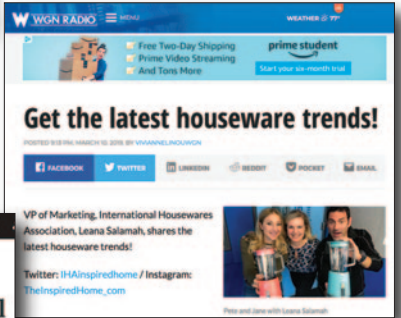 WGN RADIO MENU WEATHER 77°
Free Two-Day Shipping
Prime Video Streaming
And Tons More
prime student
Start your six-month trial
Get the latest houseware trends!
POSTED 9:13 PM, MARCH 10, 2019, BY VIVIANNELINOUWGN
FACEBOOK TWITTER LINKEDIN REDDIT POCKET EMAIL
VP of Marketing, International Housewares
Association, Leana Salamah, shares the
latest houseware trends!
Twitter: IHAinspiredhome / Instagram:
TheInspiredHome_com
Pete and Jane with Leana Salamah